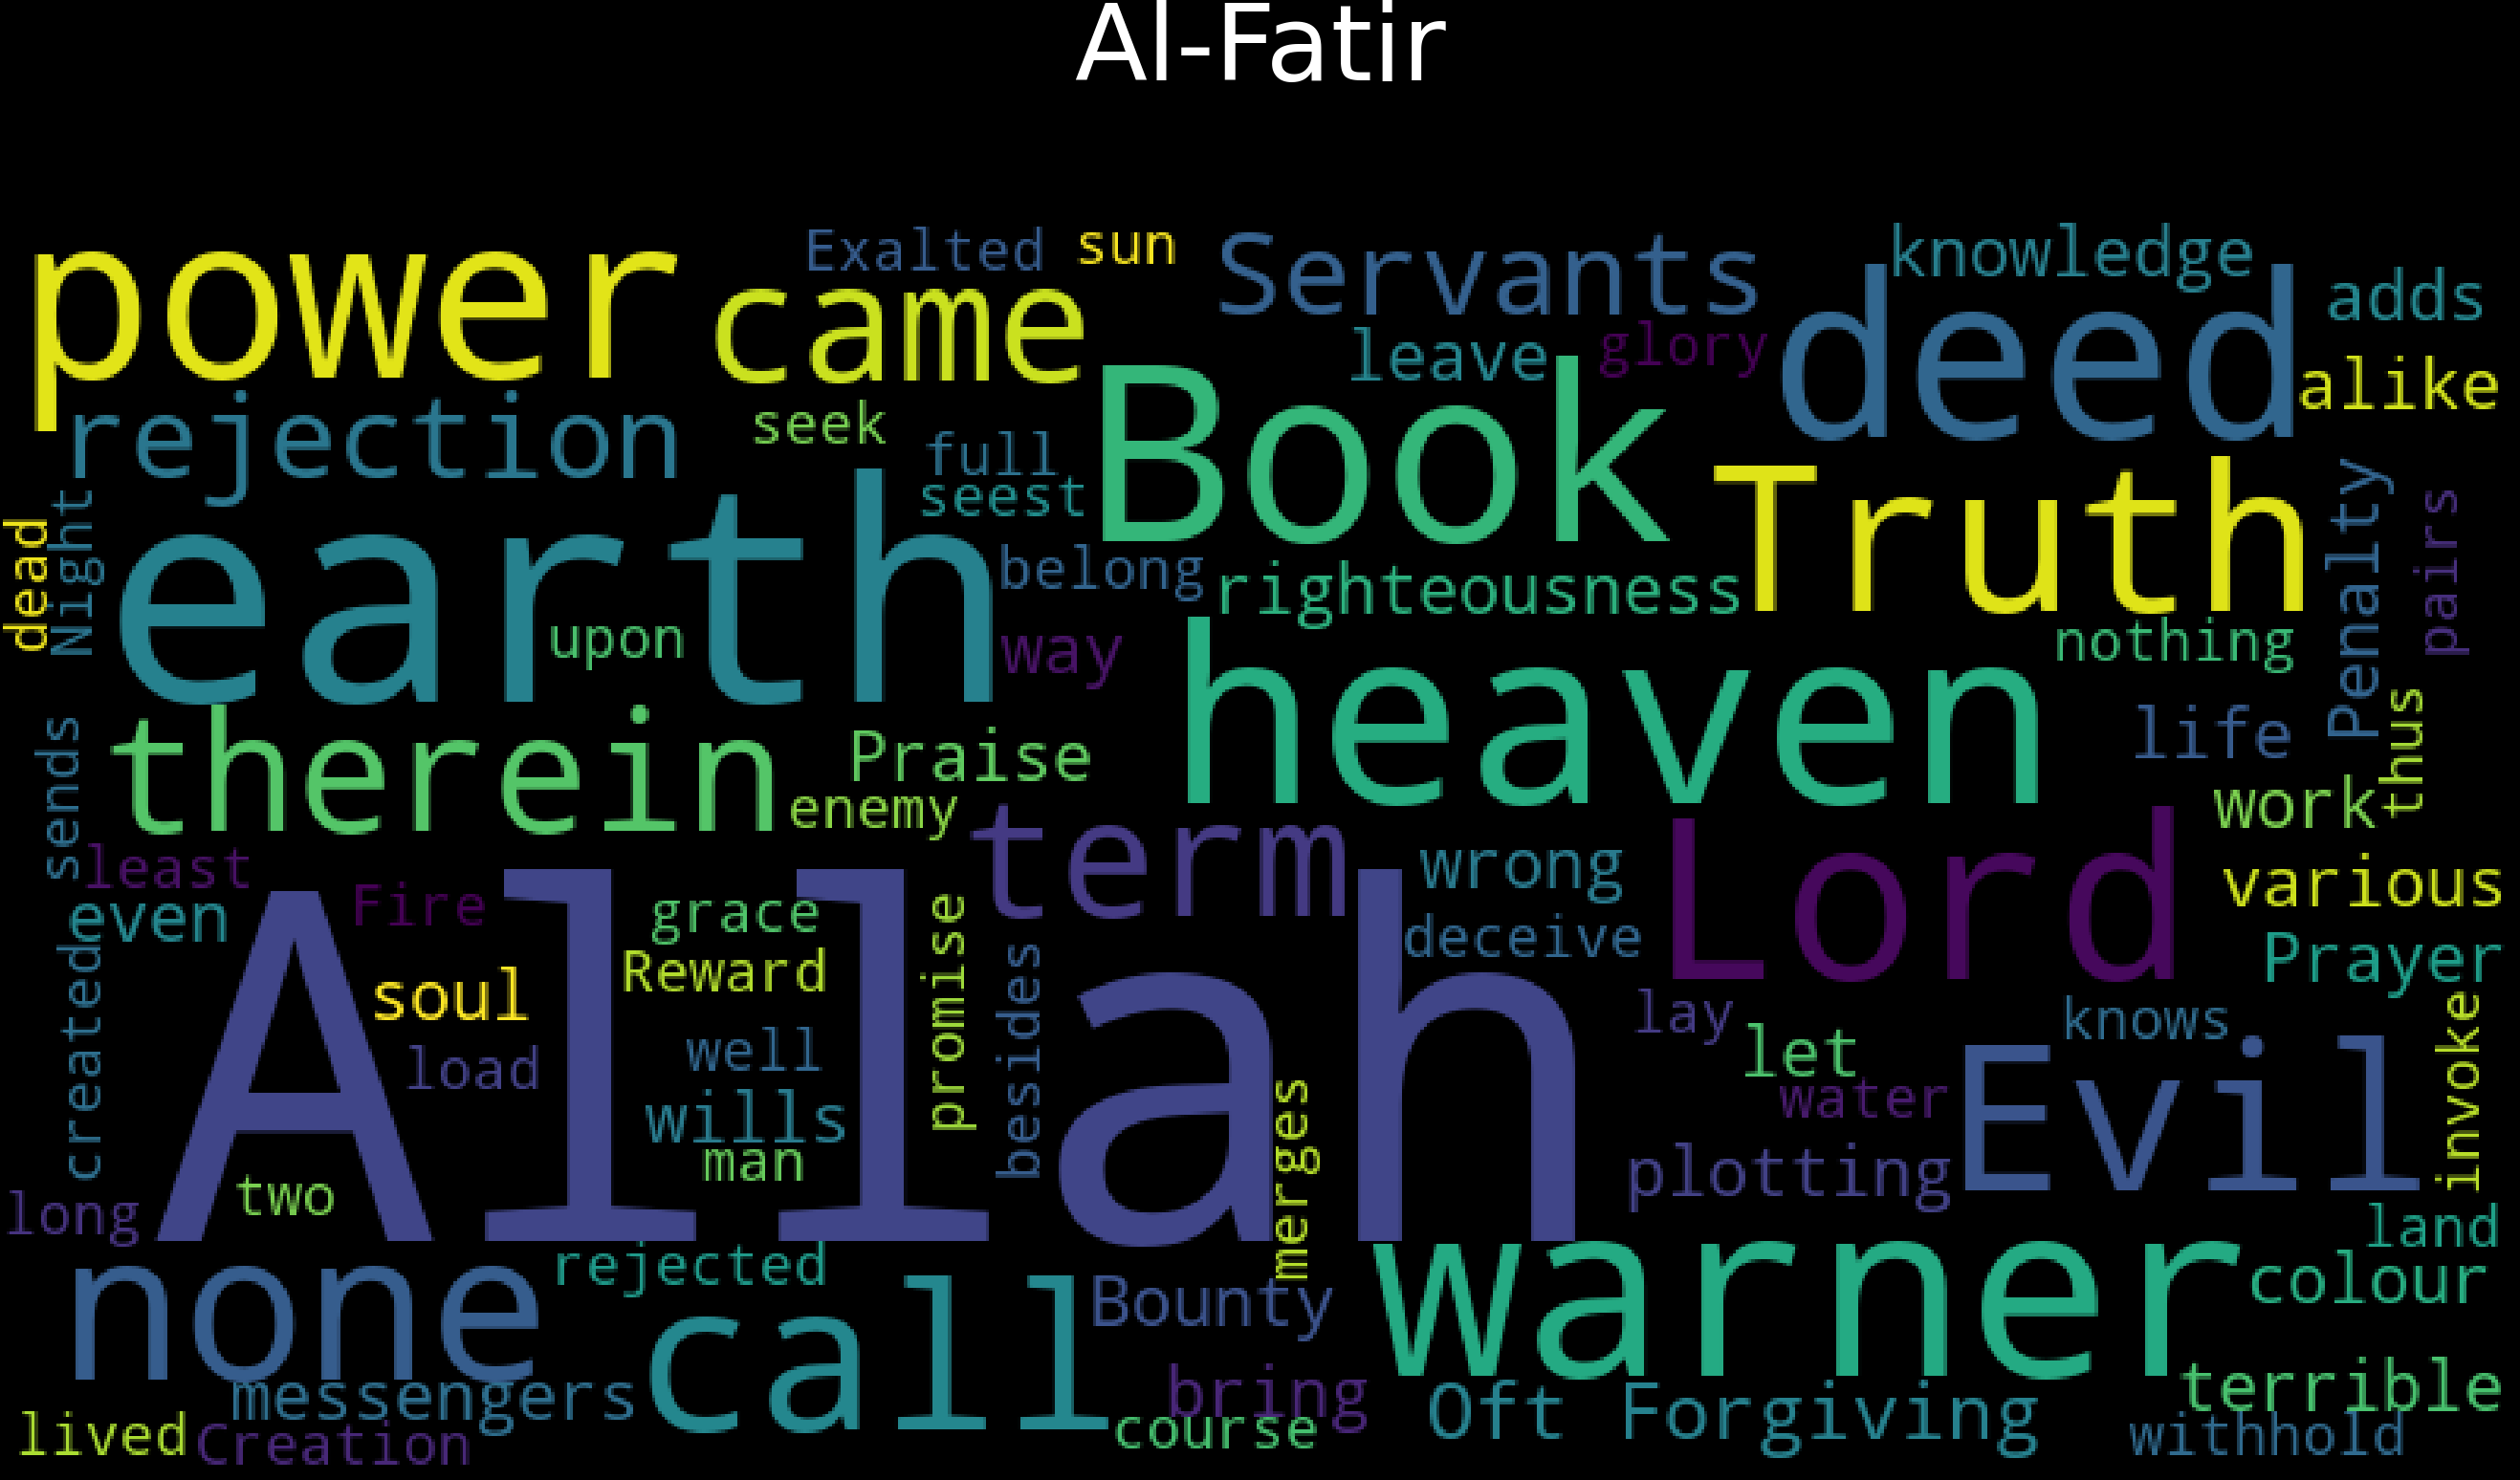 Al-Fatir
power
Exalted
sun
Servants
knowledge
deed
adds
came
leave
glory
alike
rejection
seek
full
seest
Book
Truth
Penalty
pairs
dead
Night
earth
belong
righteousness
upon
way
nothing
heaven
sends
therein
Praise
enemy
life
thus
work
term
least
Fire
even
grace
wrong
Lord
various
created
Allah
soul
Reward
promise
besides
deceive
Prayer
load
well
lay
let
knows
invoke
wills
man
merges
water
Evil
plotting
two
long
rejected
land
none
call
Bounty
warner
colour
messengers
bring
Oft Forgiving
terrible
lived
Creation
course
withhold